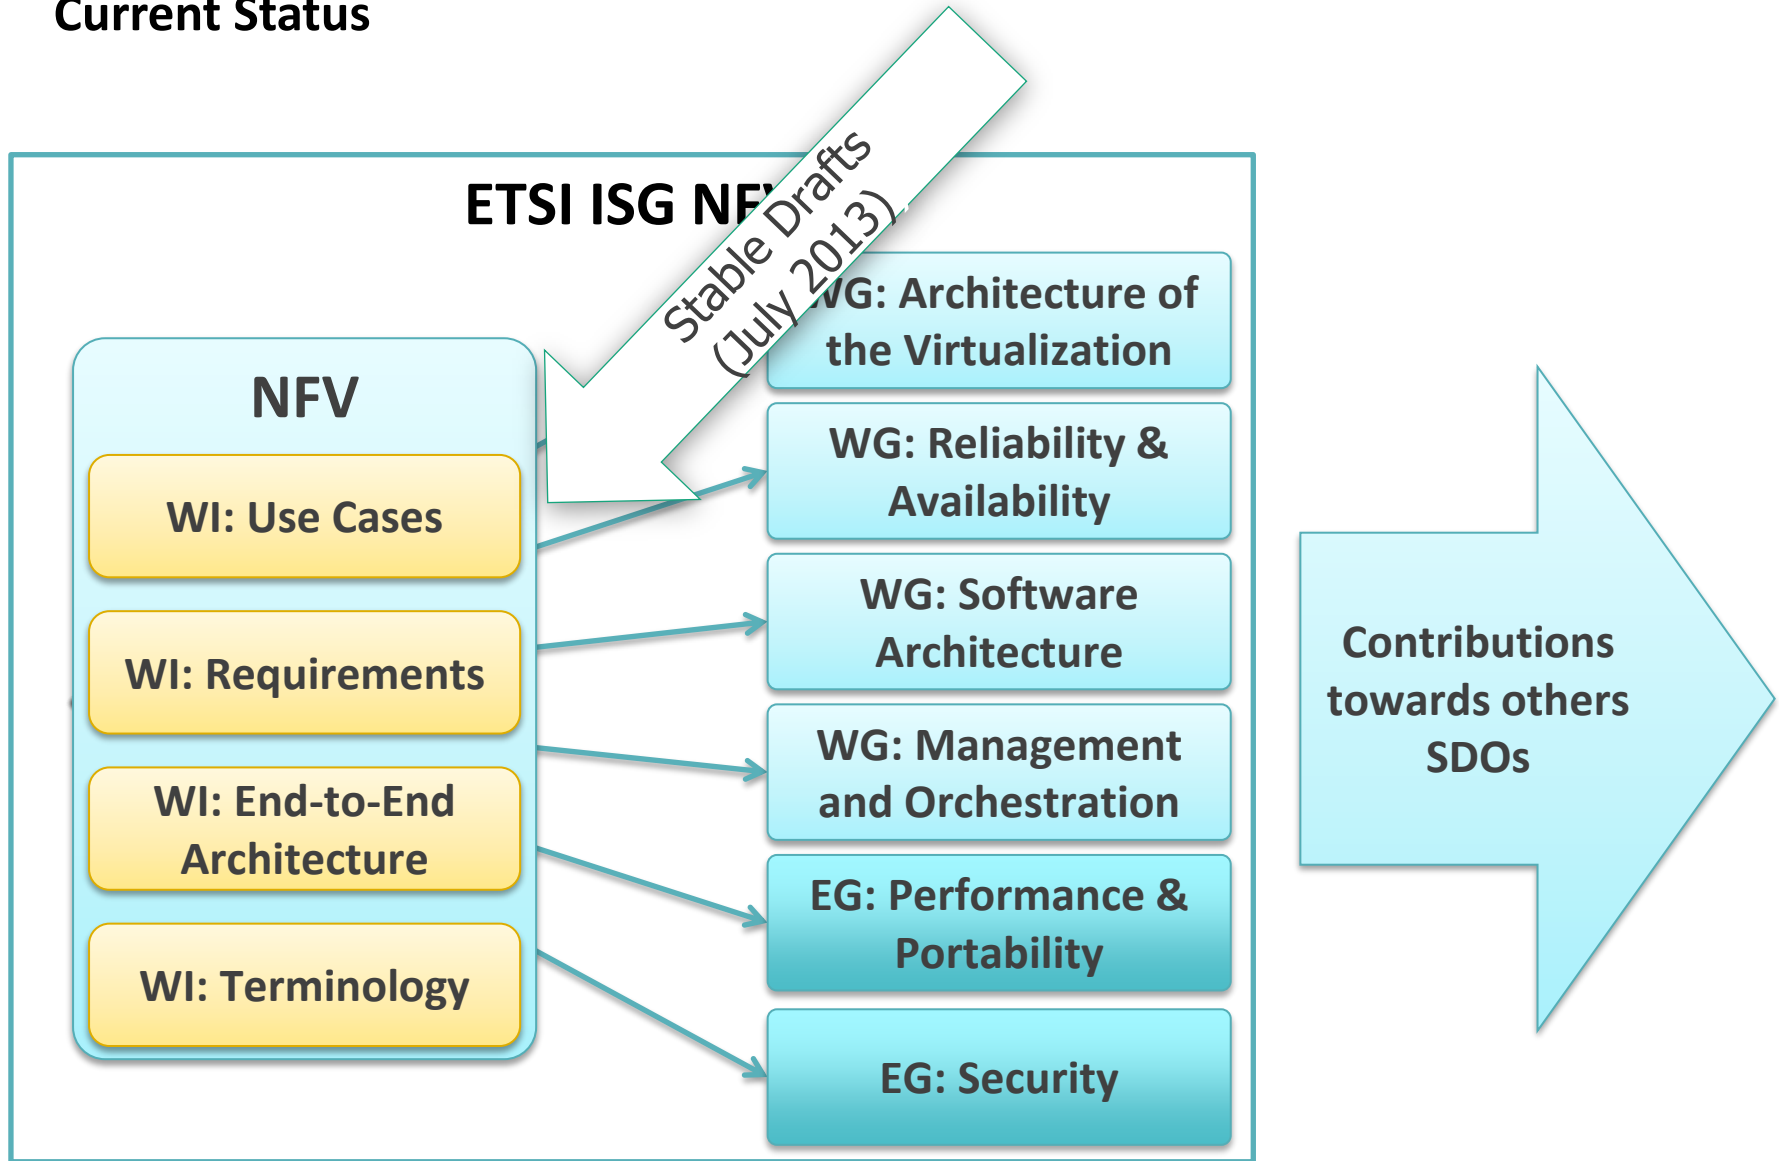 Current Status
ETSI ISG NF
Stable Drafts
(July 2013)
NFV
WI: Use Cases
WI: Requirements
WI: End-to-End
Architecture
WI: Terminology
WG: Architecture of
the Virtualization
WG: Reliability &
Availability
WG: Software
Architecture
WG: Management
and Orchestration
EG: Performance &
Portability
EG: Security
Contributions
towards others
SDOs